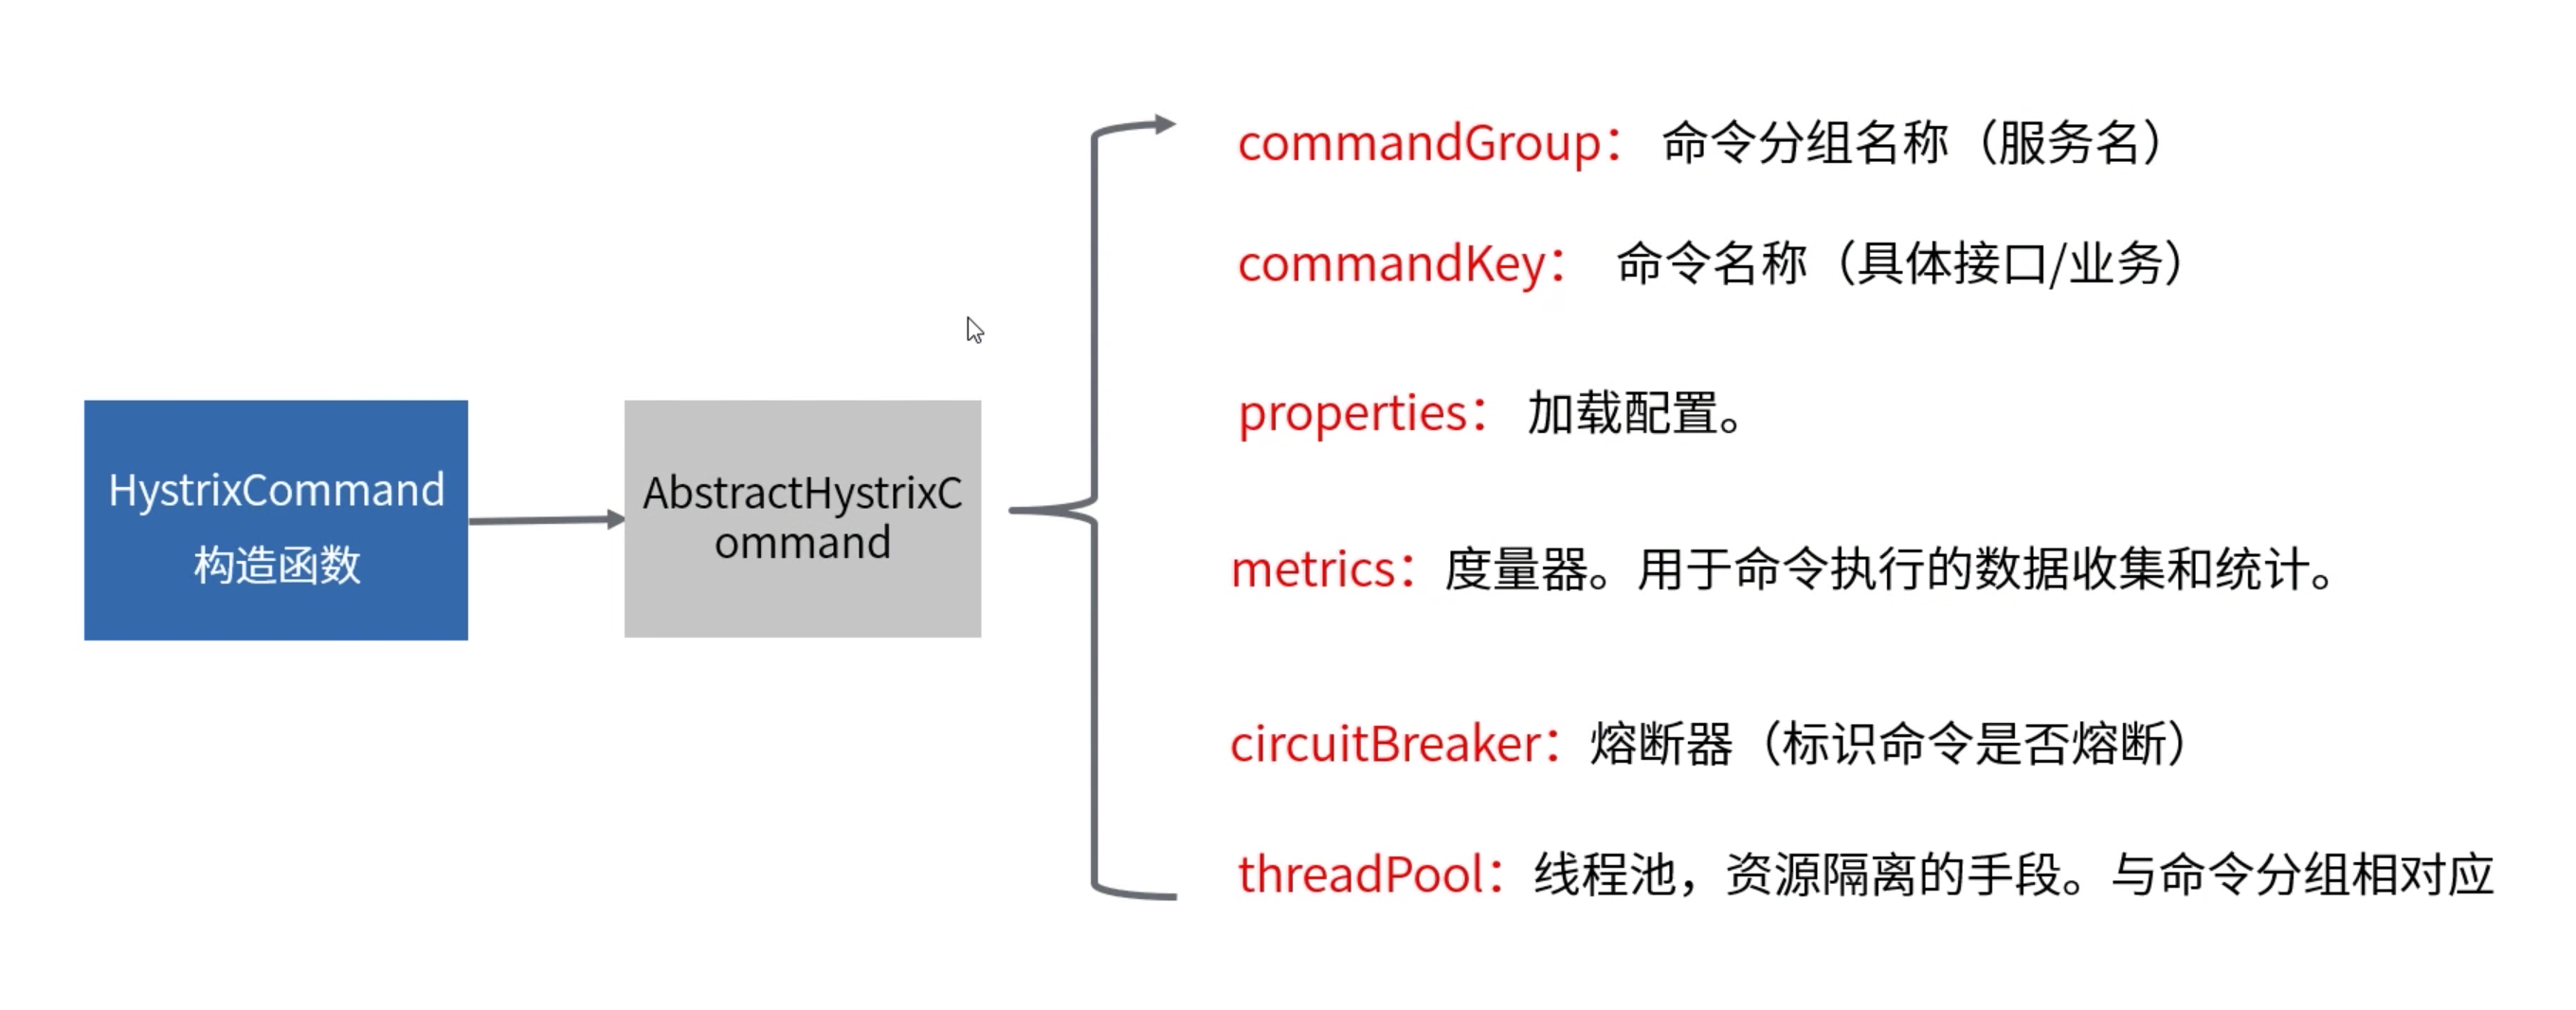 HystrixCommand
构造函数
AbstractHystrixC
ommand
commandGroup： 命令分组名称（服务名）
commandKey： 命令名称（具体接口/业务）
properties： 加载配置。
metrics：度量器。用于命令执行的数据收集和统计。
circuitBreaker：熔断器（标识命令是否熔断）
threadPool：线程池，资源隔离的手段。与命令分组相对应